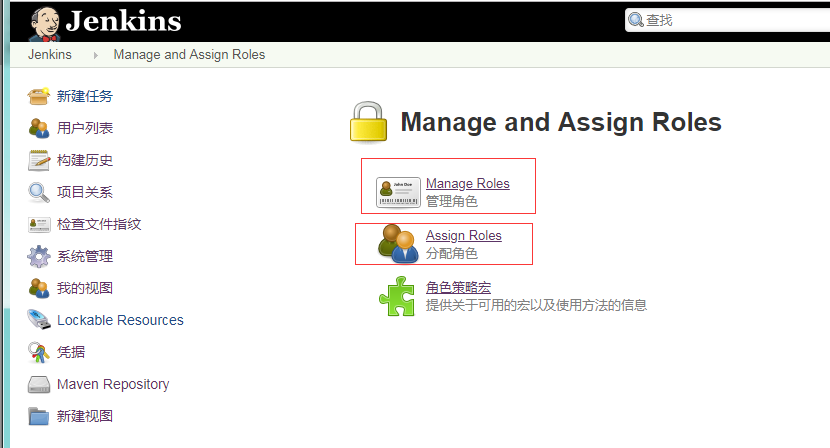 Jenkins
查找
Jenkins
Manage and Assign Roles
新建任务
用户列表
构建历史
项目关系
检查文件指纹
系统管理
我的视图
Lockable Resources
凭据
Maven Repository
新建视图
Manage and Assign Roles
John Doe
Manage Roles
管理角色
Assign Roles
分配角色
角色策略宏
提供关于可用的宏以及使用方法的信息